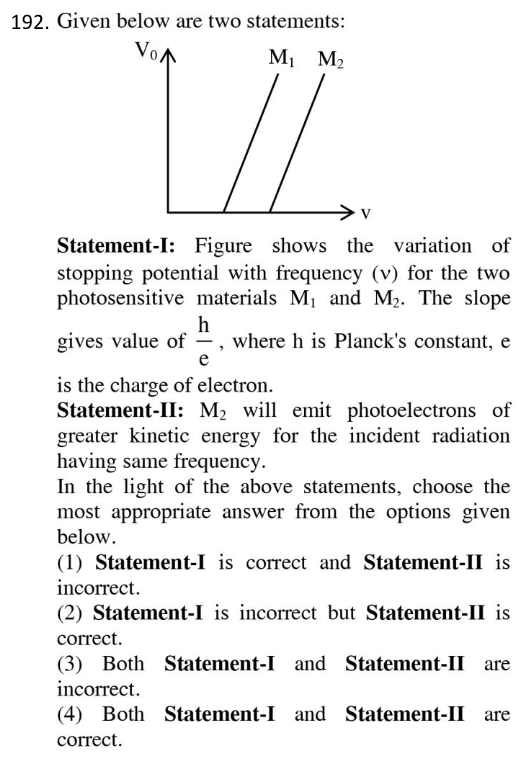 192. Given below are two statements:
V₀ M₁ M₂
v
Statement-I: Figure shows the variation of
stopping potential with frequency (ν) for the two
photosensitive materials M₁ and M₂. The slope
gives value of h/e, where h is Planck's constant, e
is the charge of electron.
Statement-II: M₂ will emit photoelectrons of
greater kinetic energy for the incident radiation
having same frequency.
In the light of the above statements, choose the
most appropriate answer from the options given
below.
(1) Statement-I is correct and Statement-II is
incorrect.
(2) Statement-I is incorrect but Statement-II is
correct.
(3) Both Statement-I and Statement-II are
incorrect.
(4) Both Statement-I and Statement-II are
correct.